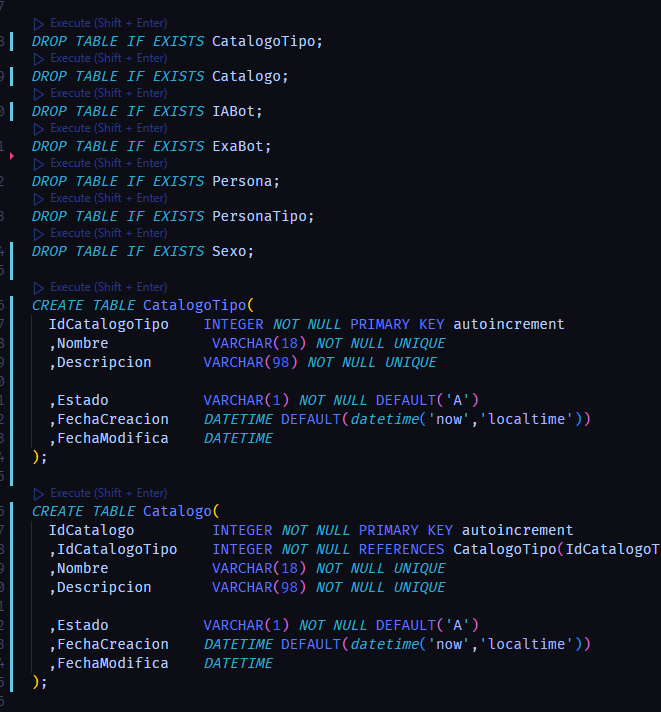 Execute (Shift + Enter)
DROP TABLE IF EXISTS CatalogoTipo;
Execute (Shift + Enter)
DROP TABLE IF EXISTS Catalogo;
Execute (Shift + Enter)
DROP TABLE IF EXISTS IABot;
Execute (Shift + Enter)
DROP TABLE IF EXISTS ExaBot;
Execute (Shift + Enter)
DROP TABLE IF EXISTS Persona;
Execute (Shift + Enter)
DROP TABLE IF EXISTS PersonaTipo;
Execute (Shift + Enter)
DROP TABLE IF EXISTS Sexo;
Execute (Shift + Enter)
CREATE TABLE CatalogoTipo(
IdCatalogoTipo INTEGER NOT NULL PRIMARY KEY autoincrement
,Nombre VARCHAR(18) NOT NULL UNIQUE
,Descripcion VARCHAR(98) NOT NULL UNIQUE
,Estado VARCHAR(1) NOT NULL DEFAULT('A')
,FechaCreacion DATETIME DEFAULT(datetime('now','localtime'))
,FechaModifica DATETIME
);
Execute (Shift + Enter)
CREATE TABLE Catalogo(
IdCatalogo INTEGER NOT NULL PRIMARY KEY autoincrement
,IdCatalogoTipo INTEGER NOT NULL REFERENCES CatalogoTipo(IdCatalogoT
,Nombre VARCHAR(18) NOT NULL UNIQUE
,Descripcion VARCHAR(98) NOT NULL UNIQUE
,Estado VARCHAR(1) NOT NULL DEFAULT('A')
,FechaCreacion DATETIME DEFAULT(datetime('now','localtime'))
,FechaModifica DATETIME
);